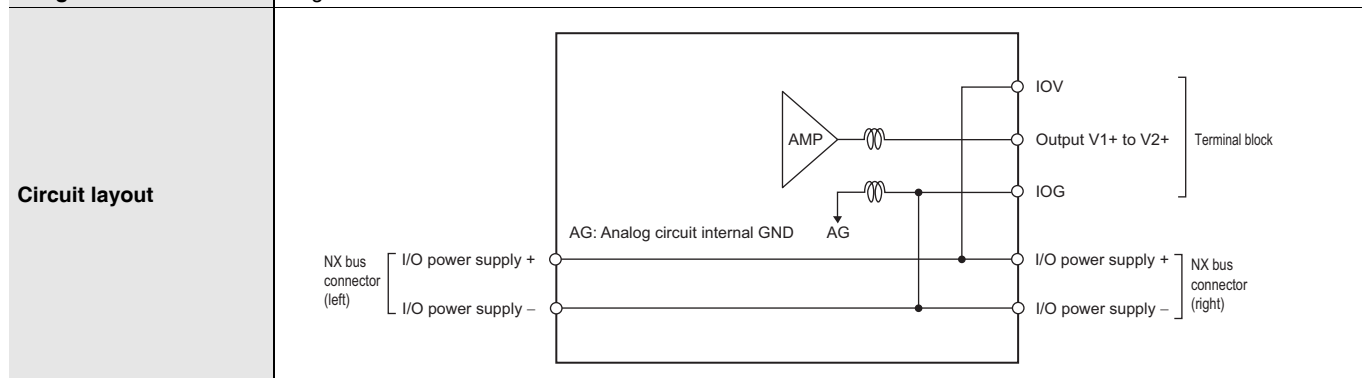 Circuit layout
IOV
AMP
Output V1+ to V2+
Terminal block
IOG
AG: Analog circuit internal GND
AG
NX bus
connector
(left)
I/O power supply +
I/O power supply –
I/O power supply +
I/O power supply –
NX bus
connector
(right)